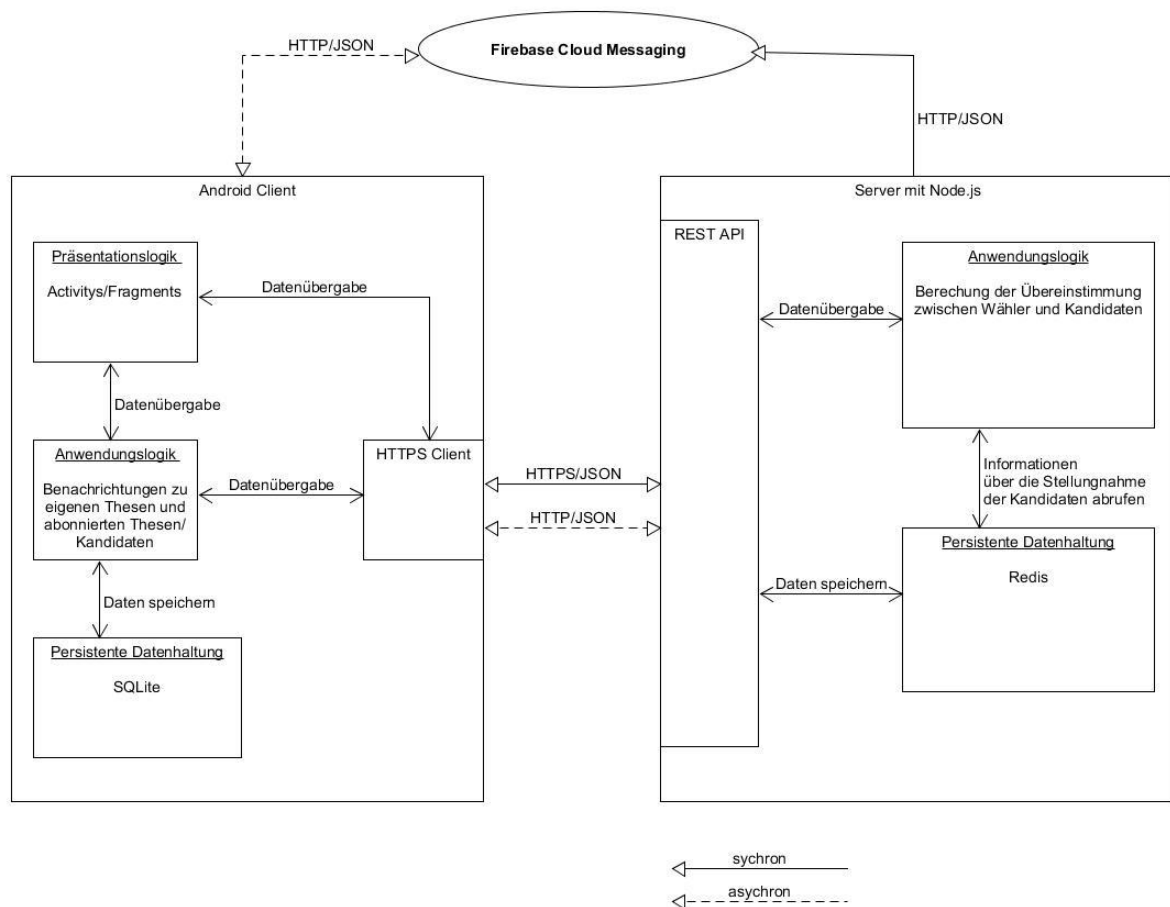 HTTP/JSON
Firebase Cloud Messaging
HTTP/JSON
Android Client
Präsentationslogik
Activitys/Fragments
Datenübergabe
Datenübergabe
Anwendungslogik
Benachrichtungen zu
eigenen Thesen und
abonnierten Thesen/
Kandidaten
Datenübergabe
HTTPS Client
Daten speichern
Persistente Datenhaltung
SQLite
HTTPS/JSON
HTTP/JSON
Server mit Node.js
REST API
Datenübergabe
Anwendungslogik
Berechung der Übereinstimmung
zwischen Wähler und Kandidaten
Informationen
über die Stellungnahme
der Kandidaten abrufen
Daten speichern
Persistente Datenhaltung
Redis
sychron
asychron